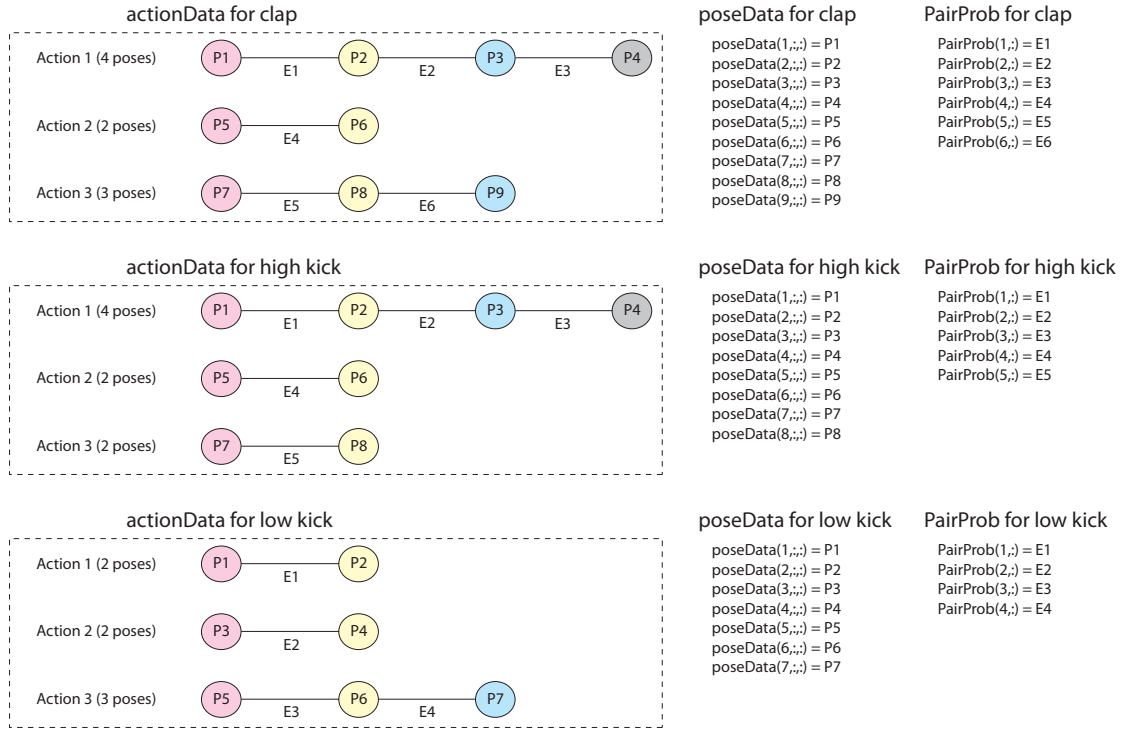 actionData for clap
poseData for clap
PairProb for clap
Action 1 (4 poses)
P1 P2 P3 P4
E1 E2 E3
Action 2 (2 poses)
P5 P6
E4
Action 3 (3 poses)
P7 P8 P9
E5 E6
poseData(1,:,:) = P1
poseData(2,:,:) = P2
poseData(3,:,:) = P3
poseData(4,:,:) = P4
poseData(5,:,:) = P5
poseData(6,:,:) = P6
poseData(7,:,:) = P7
poseData(8,:,:) = P8
poseData(9,:,:) = P9
PairProb(1,:) = E1
PairProb(2,:) = E2
PairProb(3,:) = E3
PairProb(4,:) = E4
PairProb(5,:) = E5
PairProb(6,:) = E6
actionData for high kick
poseData for high kick
PairProb for high kick
Action 1 (4 poses)
P1 P2 P3 P4
E1 E2 E3
Action 2 (2 poses)
P5 P6
E4
Action 3 (2 poses)
P7 P8
E5
poseData(1,:,:) = P1
poseData(2,:,:) = P2
poseData(3,:,:) = P3
poseData(4,:,:) = P4
poseData(5,:,:) = P5
poseData(6,:,:) = P6
poseData(7,:,:) = P7
poseData(8,:,:) = P8
PairProb(1,:) = E1
PairProb(2,:) = E2
PairProb(3,:) = E3
PairProb(4,:) = E4
PairProb(5,:) = E5
actionData for low kick
poseData for low kick
PairProb for low kick
Action 1 (2 poses)
P1 P2
E1
Action 2 (2 poses)
P3 P4
E2
Action 3 (3 poses)
P5 P6 P7
E3 E4
poseData(1,:,:) = P1
poseData(2,:,:) = P2
poseData(3,:,:) = P3
poseData(4,:,:) = P4
poseData(5,:,:) = P5
poseData(6,:,:) = P6
poseData(7,:,:) = P7
PairProb(1,:) = E1
PairProb(2,:) = E2
PairProb(3,:) = E3
PairProb(4,:) = E4